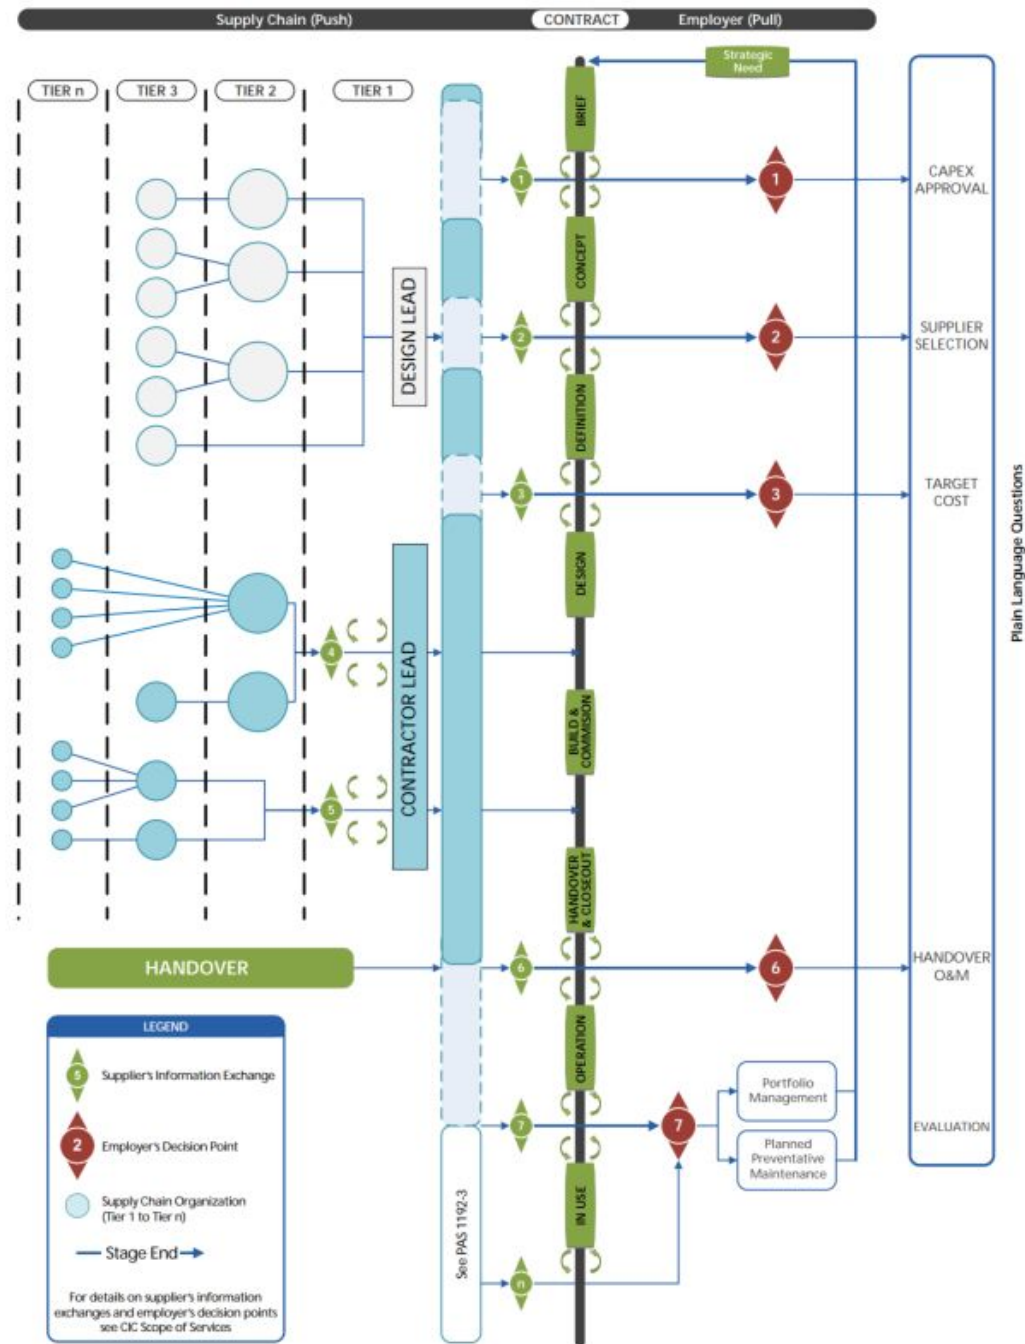 Supply Chain (Push)
CONTRACT
Employer (Pull)
Strategic
Need
TIER n
TIER 3
TIER 2
TIER 1
BRIEF
1
1
CAPEX
APPROVAL
CONCEPT
DESIGN LEAD
2
2
SUPPLIER
SELECTION
DEFINITION
3
3
TARGET
COST
Plain Language Questions
DESIGN
4
CONTRACTOR LEAD
BUILD &
COMMISION
5
HANDOVER
& CLOSEOUT
HANDOVER
6
6
HANDOVER
O&M
OPERATION
LEGEND
5
Supplier's Information Exchange
2
Employer's Decision Point
Supply Chain Organization
(Tier 1 to Tier n)
Stage End
For details on supplier's information
exchanges and employer's decision points
see CIC Scope of Services
7
7
Portfolio
Management
Planned
Preventative
Maintenance
EVALUATION
See PAS 1192-3
IN USE
n